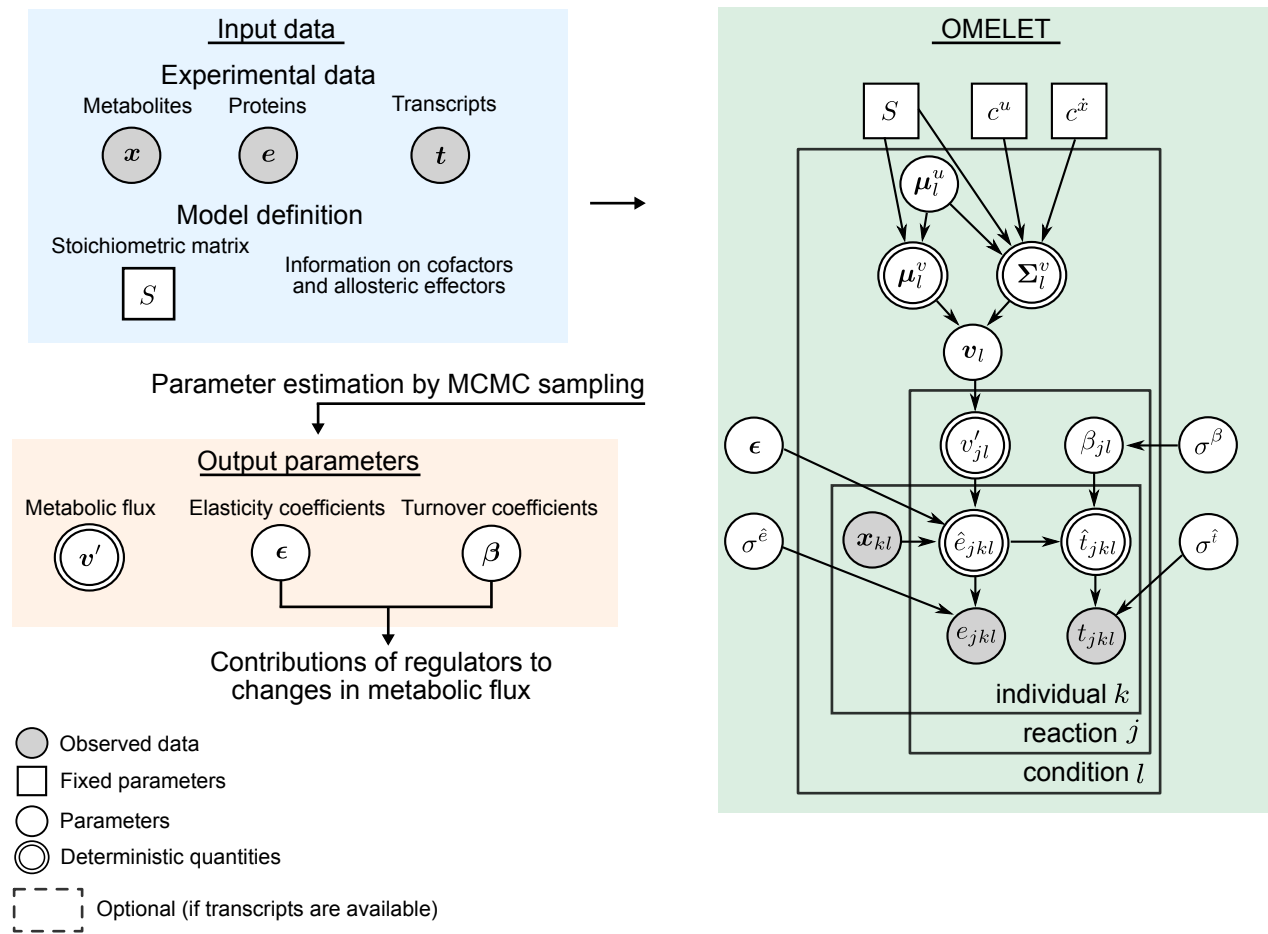 Input data
Experimental data
Metabolites
Proteins
Transcripts
x
e
t
Model definition
Stoichiometric matrix
S
Information on cofactors
and allosteric effectors
Parameter estimation by MCMC sampling
Output parameters
Metabolic flux
Elasticity coefficients
Turnover coefficients
v′
ϵ
β
Contributions of regulators to
changes in metabolic flux
Observed data
Fixed parameters
Parameters
Deterministic quantities
Optional (if transcripts are available)
OMELET
S
c^u
c^ẋ
μ_l^u
μ_l^v
Σ_l^v
v_l
ϵ
v′_jl
β_jl
σ^β
σ^ê
x_kl
ê_jkl
t̂_jkl
σ^t̂
e_jkl
t_jkl
individual k
reaction j
condition l